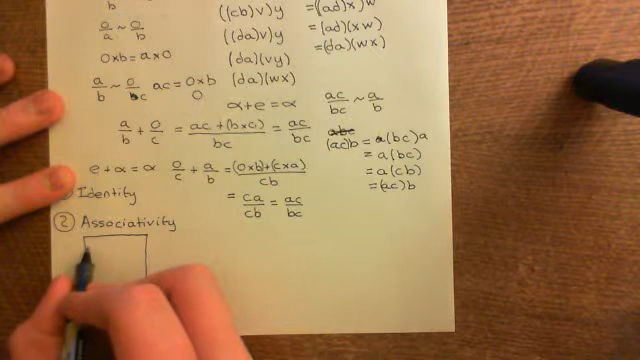 b
0/a ~ 0/b
0×b = a×0
a/b ~ 0/c ac = 0×b
0
((cb)v)y
((da)v)y
(da)(vy)
(da)(wx)
=((ad)x)w
=(ad)(xw)
=(da)(wx)
α+e=α
a/b + 0/c = ac+(b×0)/bc = ac/bc
ac/bc ~ a/b
(ac)b = (bc)a
= a(bc)
= a(cb)
= (ac)b
e+α=α 0/c + a/b = (0×b)+(c×a)/cb
= ca/cb = ac/bc
Identity
② Associativity